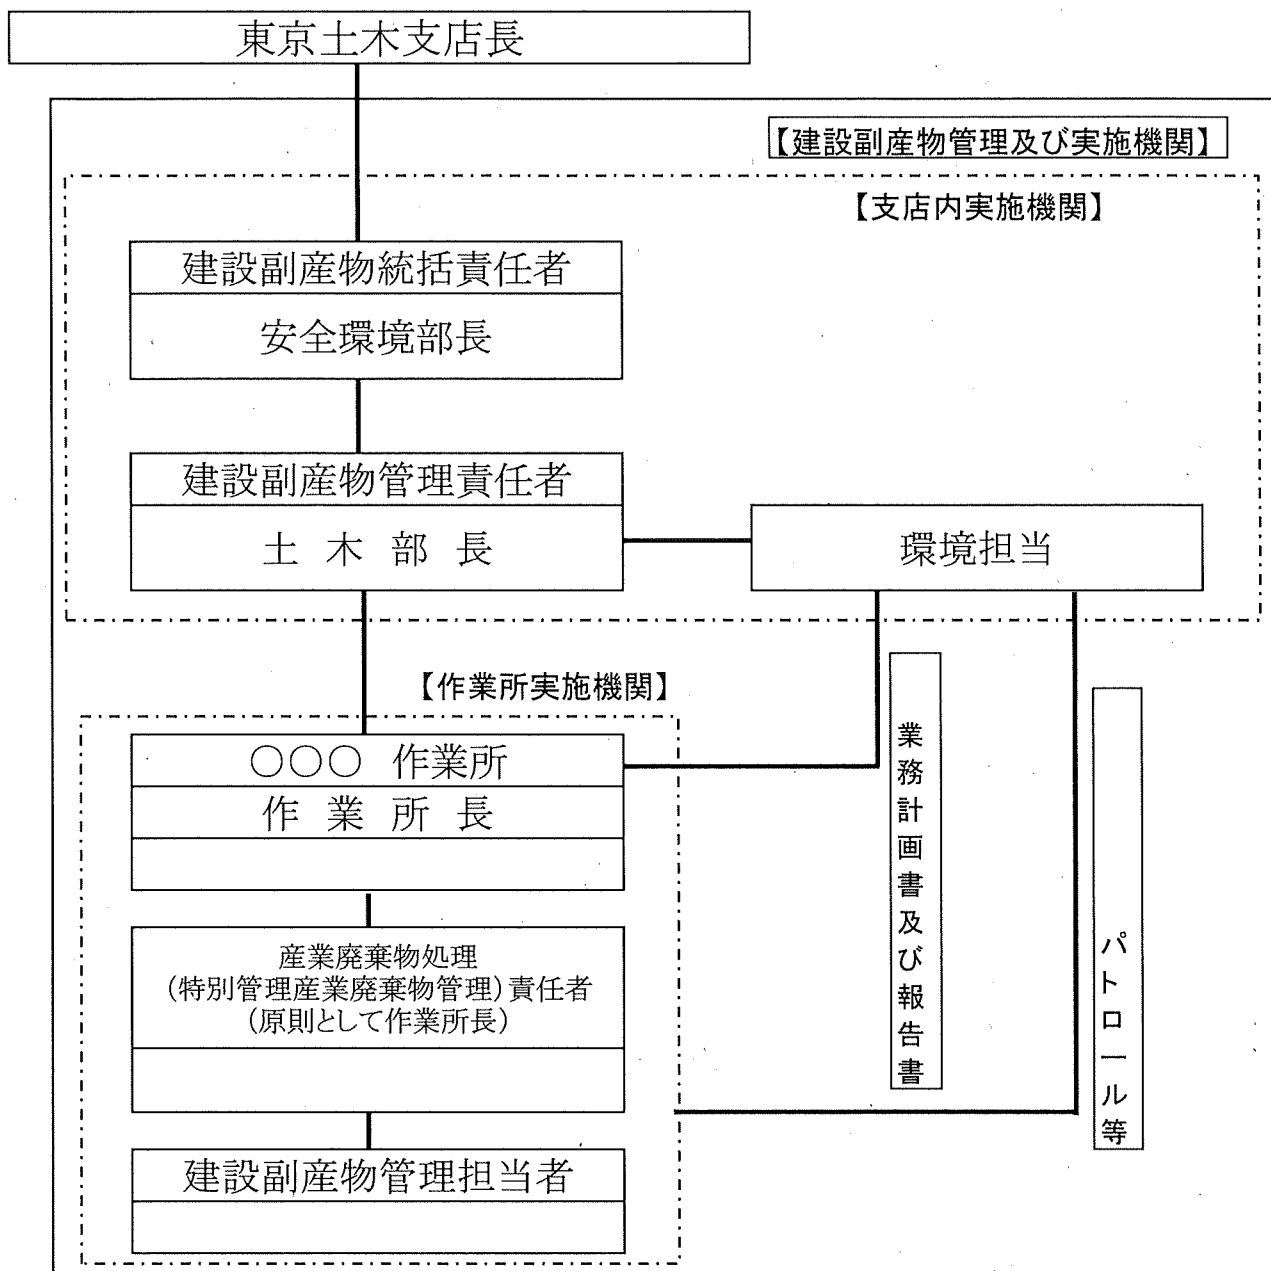 東京土木支店長
【建設副産物管理及び実施機関】
【支店内実施機関】
建設副産物統括責任者
安全環境部長
建設副産物管理責任者
土木部長
環境担当
【作業所実施機関】
○○○ 作業所
作業所長
産業廃棄物処理
(特別管理産業廃棄物管理)責任者
(原則として作業所長)
建設副産物管理担当者
業務計画書及び報告書
パトロール等